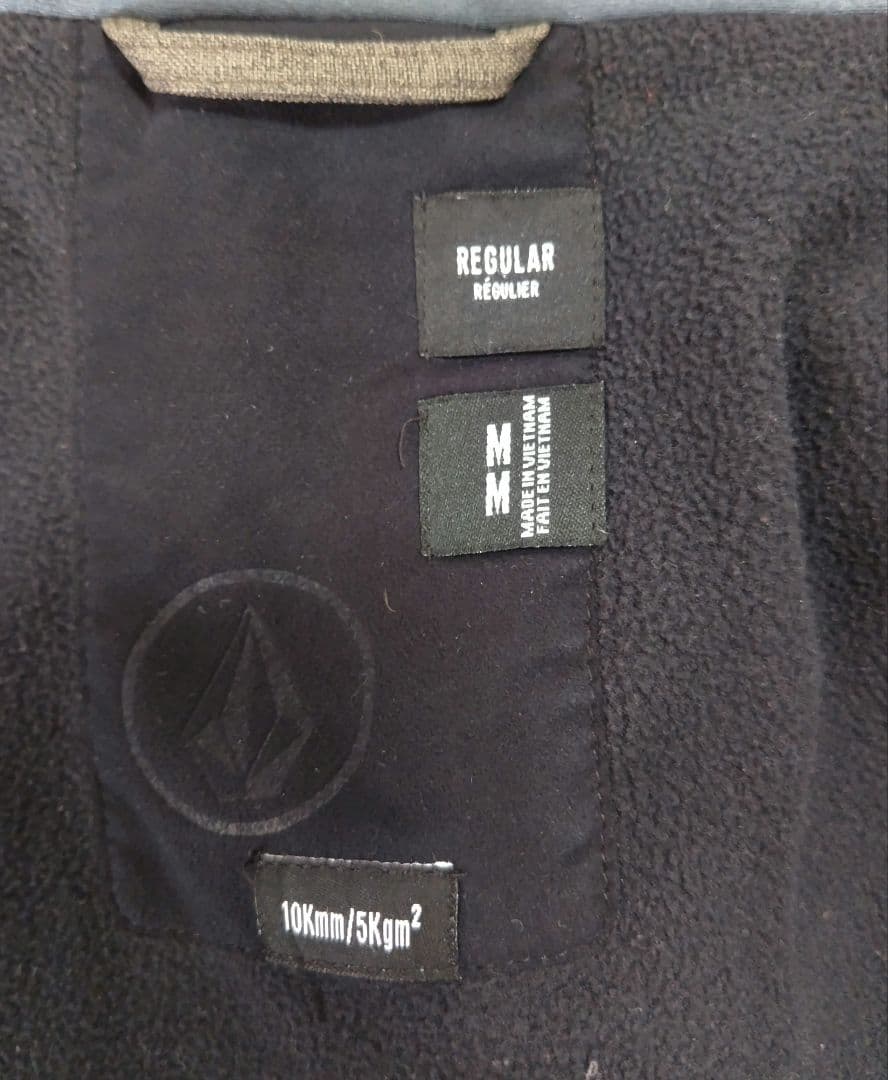 REGULAR
RÉGULIER
M
M
MADE IN VIETNAM
FAIT EN VIETNAM
10Kmm/5Kgm²